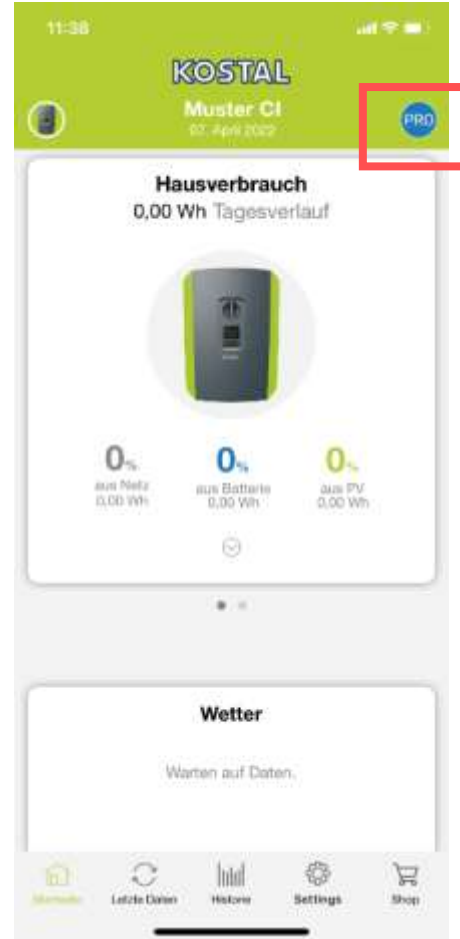 11:38
KOSTAL
Muster CI
07. April 2022
PRO
Hausverbrauch
0,00 Wh Tagesverlauf
0% 0% 0%
aus Netz aus Batterie aus PV
0,00 Wh 0,00 Wh 0,00 Wh
Wetter
Warten auf Daten.
Startseite Letzte Daten Historie Settings Shop